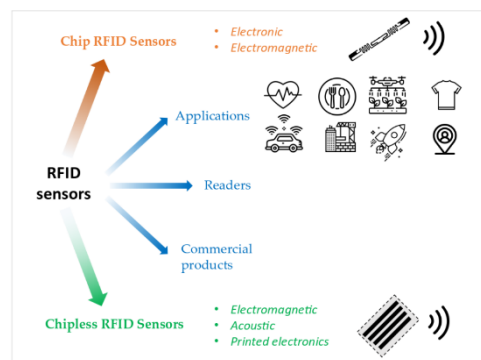 Chip RFID Sensors
• Electronic
• Electromagnetic
Applications
RFID
sensors
Readers
Commercial
products
Chipless RFID Sensors
• Electromagnetic
• Acoustic
• Printed electronics